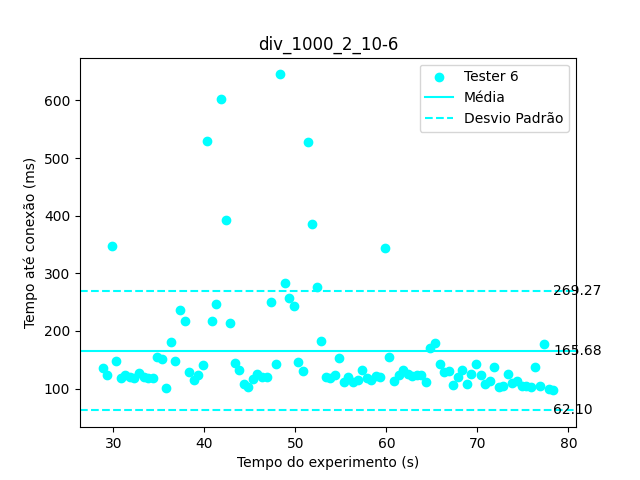 div_1000_2_10-6
Tester 6
Média
Desvio Padrão
600
500
400
300
200
100
Tempo até conexão (ms)
269.27
165.68
62.10
30 40 50 60 70 80
Tempo do experimento (s)